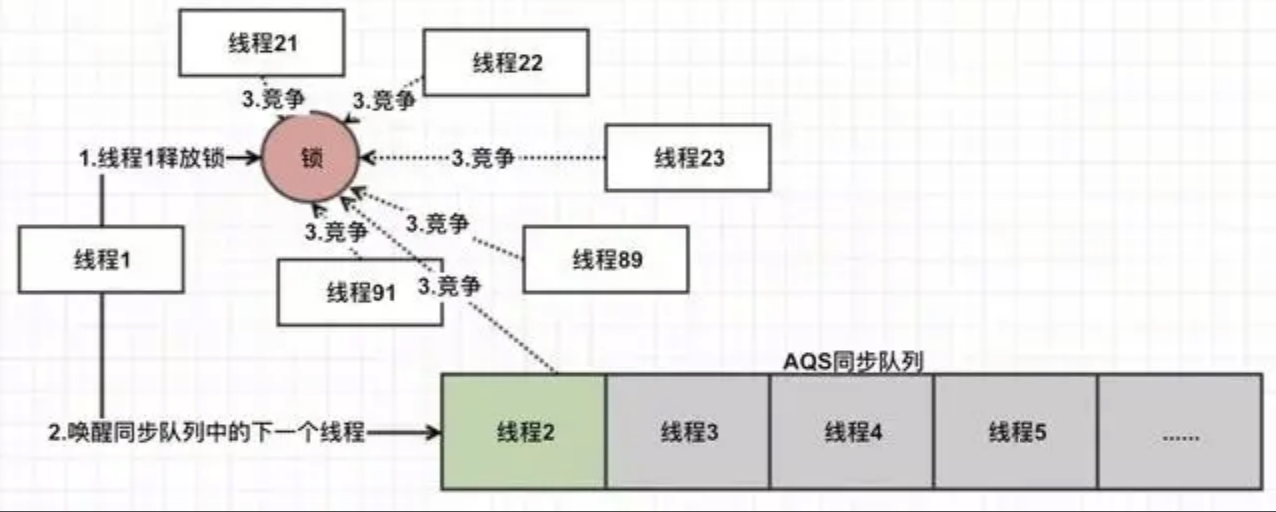 线程21
线程22
3.竞争
3.竞争
1.线程1释放锁
锁
3.竞争
线程23
3.竞争
3.竞争
线程1
线程89
线程91
3.竞争
AQS同步队列
2.唤醒同步队列中的下一个线程
线程2
线程3
线程4
线程5
......